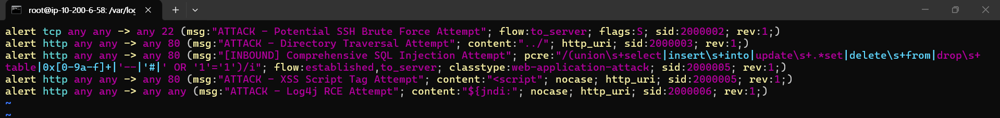 root@ip-10-200-6-58: /var/log
alert tcp any any -> any 22 (msg:"ATTACK - Potential SSH Brute Force Attempt"; flow:to_server; flags:S; sid:2000002; rev:1;)
alert http any any -> any 80 (msg:"ATTACK - Directory Traversal Attempt"; content:"../"; http_uri; sid:2000003; rev:1;)
alert http any any -> any 80 (msg:"[INBOUND] Comprehensive SQL Injection Attempt"; pcre:"/(union\s+select|insert\s+into|update\s+.*set|delete\s+from|drop\s+
table|0x[0-9a-f]+|'--|'#|' OR '1'='1')/i"; flow:established,to_server; classtype:web-application-attack; sid:2000005; rev:1;)
alert http any any -> any 80 (msg:"ATTACK - XSS Script Tag Attempt"; content:"<script"; nocase; http_uri; sid:2000005; rev:1;)
alert http any any -> any any (msg:"ATTACK - Log4j RCE Attempt"; content:"${jndi:"; nocase; http_uri; sid:2000006; rev:1;)
~
~